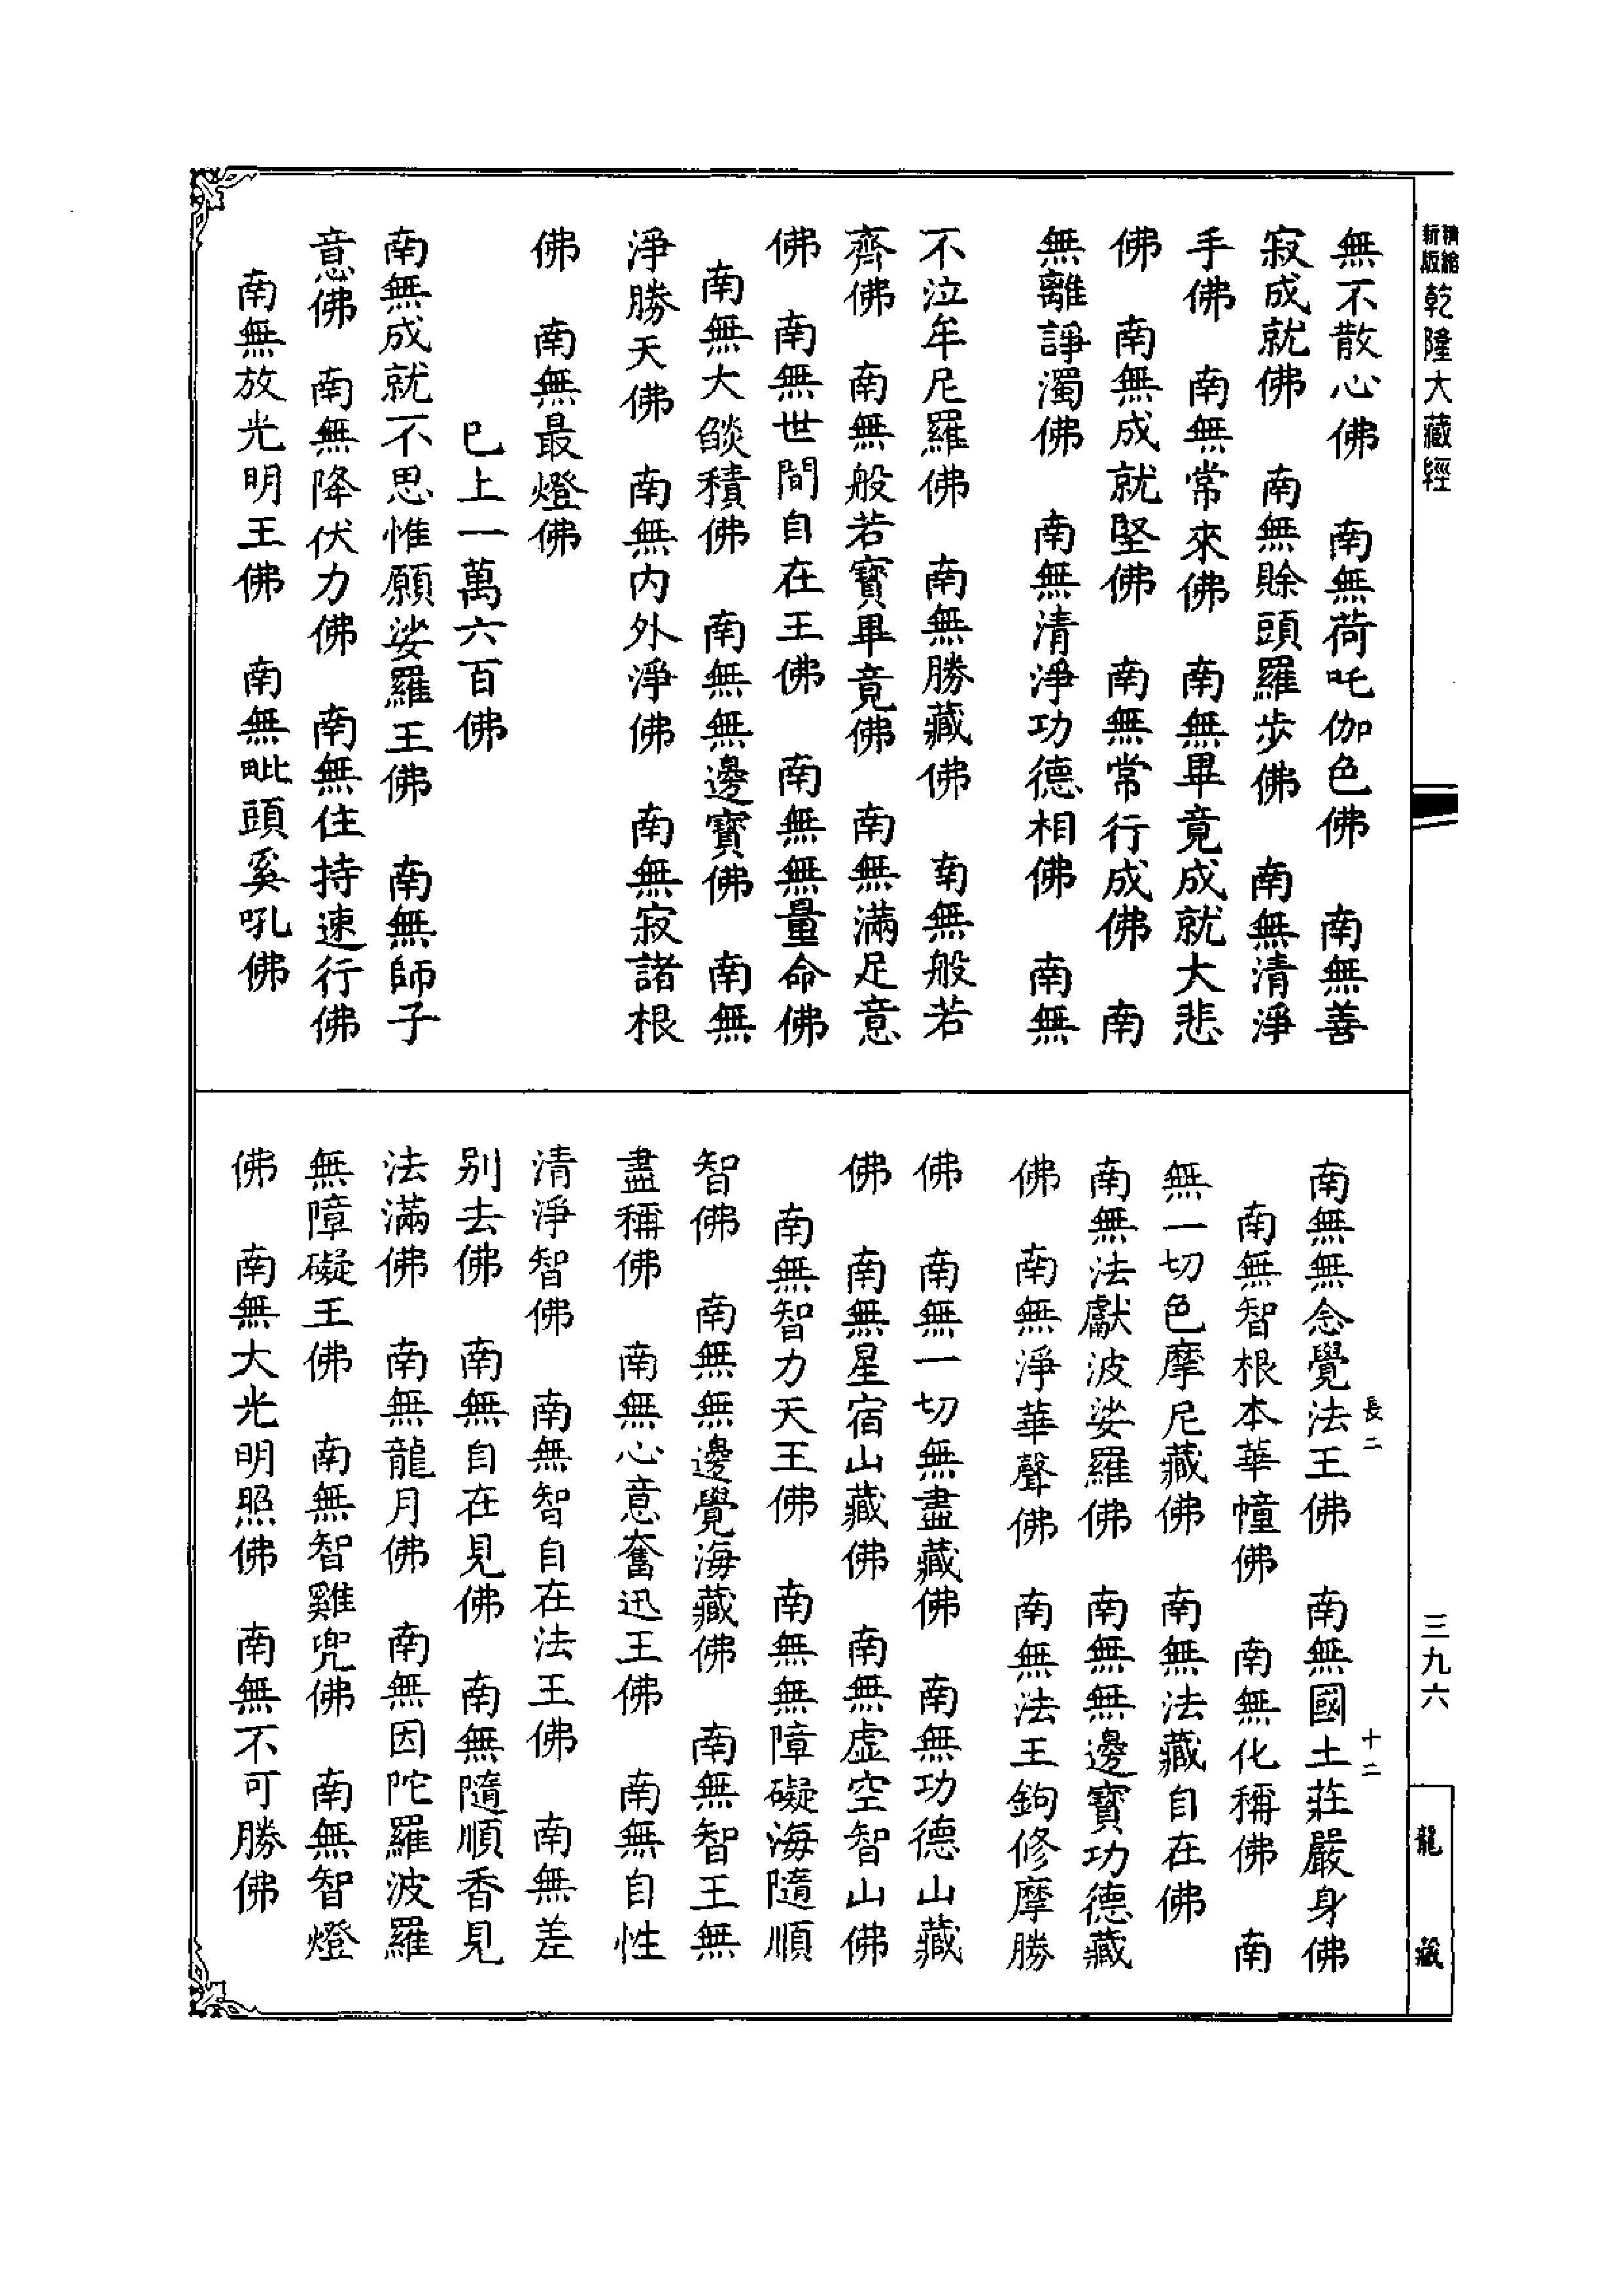 精縮新版乾隆大藏經
無不散心佛　南無荷吒伽色佛　南無善
寂成就佛　南無賒頭羅步佛　南無清淨
手佛　南無常來佛　南無畢竟成就大悲
佛　南無成就堅佛　南無常行成佛　南
無離諍濁佛　南無清淨功德相佛　南無
不泣牟尼羅佛　南無勝藏佛　南無般若
齊佛　南無般若寶畢竟佛　南無滿足意
佛　南無世間自在王佛　南無無量命佛
南無大燄積佛　南無無邊寶佛　南無
淨勝天佛　南無內外淨佛　南無寂諸根
佛　南無最燈佛
已上一萬六百佛
南無成就不思惟願娑羅王佛　南無師子
意佛　南無降伏力佛　南無住持速行佛
南無放光明王佛　南無毗頭奚吼佛
長二　十二
南無無念覺法王佛　南無國土莊嚴身佛
南無智根本華幢佛　南無化稱佛　南
無一切色摩尼藏佛　南無法藏自在佛
南無法獻波娑羅佛　南無無邊寶功德藏
佛　南無淨華聲佛　南無法王鉤修摩勝
佛　南無一切無盡藏佛　南無功德山藏
佛　南無星宿山藏佛　南無虛空智山佛
南無智力天王佛　南無無障礙海隨順
智佛　南無無邊覺海藏佛　南無智王無
盡稱佛　南無心意奮迅王佛　南無自性
清淨智佛　南無智自在法王佛　南無差
別去佛　南無自在見佛　南無隨順香見
法滿佛　南無龍月佛　南無因陀羅波羅
無障礙王佛　南無智雞兜佛　南無智燈
佛　南無大光明照佛　南無不可勝佛
三九六
龍藏